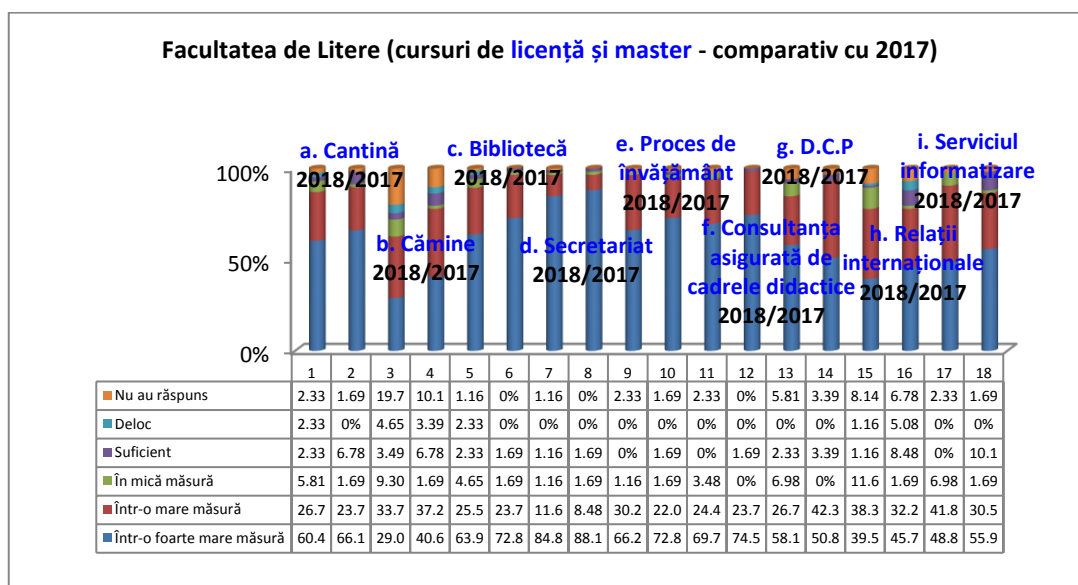 Facultatea de Litere (cursuri de licență și master - comparativ cu 2017)
a. Cantină
2018/2017
b. Cămine
2018/2017
c. Bibliotecă
2018/2017
d. Secretariat
2018/2017
e. Proces de
învățământ
2018/2017
f. Consultanța
asigurată de
cadrele didactice
2018/2017
g. D.C.P
2018/2017
h. Relații
internaționale
2018/2017
i. Serviciul
informatizare
2018/2017
100%
50%
0%
1 2 3 4 5 6 7 8 9 10 11 12 13 14 15 16 17 18
Nu au răspuns 2.33 1.69 19.7 10.1 1.16 0% 1.16 0% 2.33 1.69 2.33 0% 5.81 3.39 8.14 6.78 2.33 1.69
Deloc 2.33 0% 4.65 3.39 2.33 0% 0% 0% 0% 0% 0% 0% 0% 0% 1.16 5.08 0% 0%
Suficient 2.33 6.78 3.49 6.78 2.33 1.69 1.16 1.69 0% 1.69 0% 1.69 2.33 3.39 1.16 8.48 0% 10.1
În mică măsură 5.81 1.69 9.30 1.69 4.65 1.69 1.16 1.69 1.16 1.69 3.48 0% 6.98 0% 11.6 1.69 6.98 1.69
Într-o mare măsură 26.7 23.7 33.7 37.2 25.5 23.7 11.6 8.48 30.2 22.0 24.4 23.7 26.7 42.3 38.3 32.2 41.8 30.5
Într-o foarte mare măsură 60.4 66.1 29.0 40.6 63.9 72.8 84.8 88.1 66.2 72.8 69.7 74.5 58.1 50.8 39.5 45.7 48.8 55.9